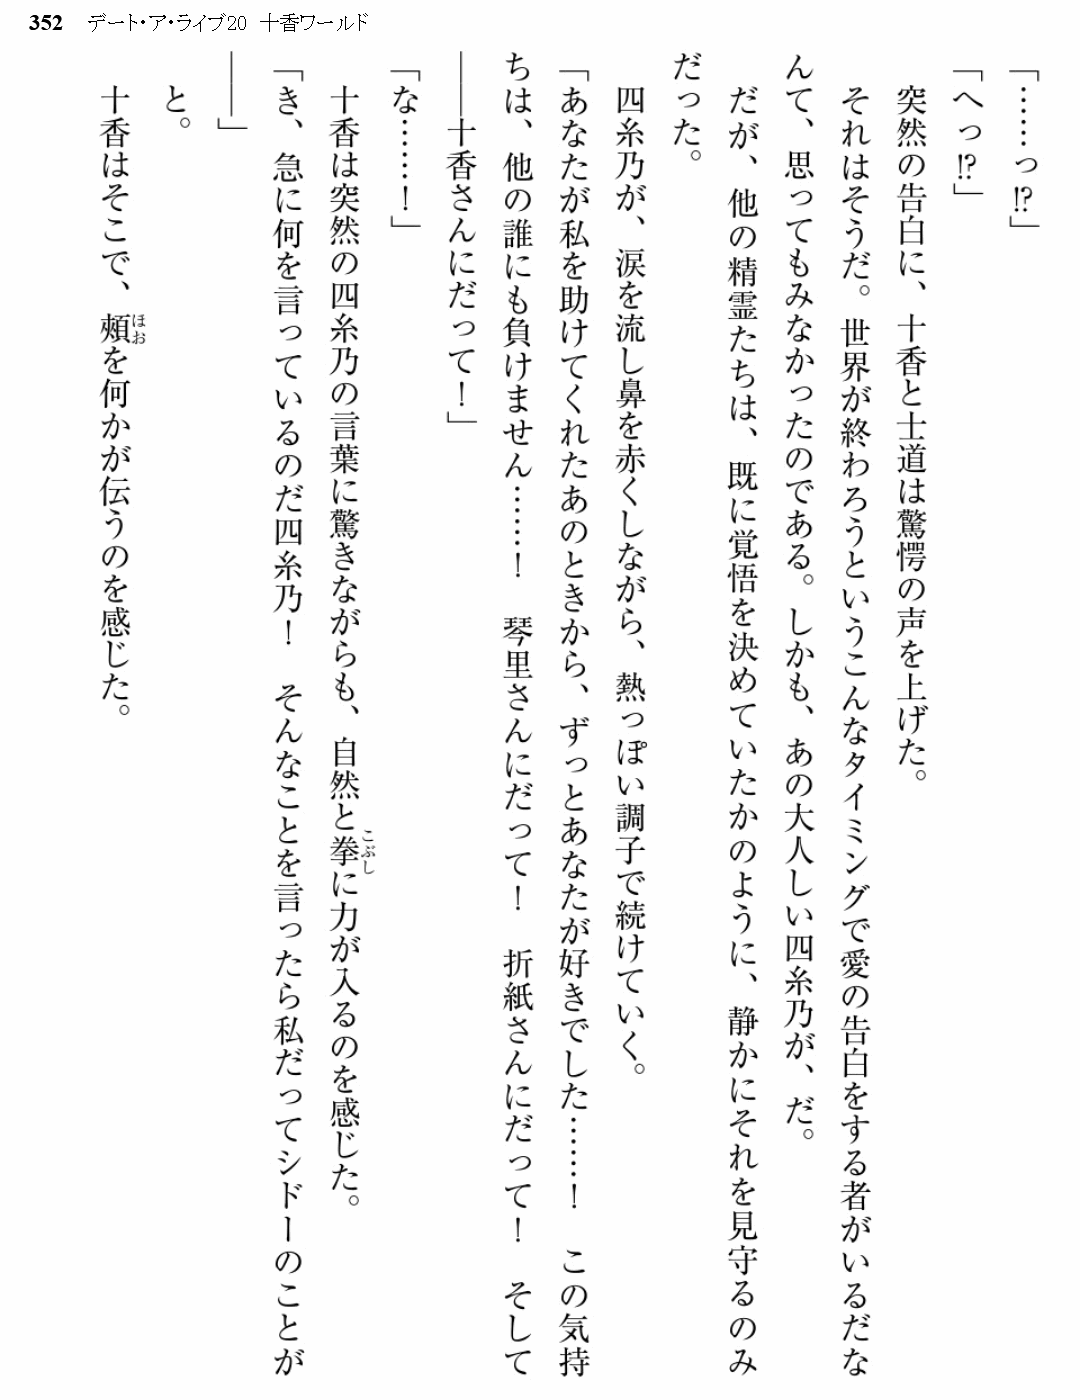 352 デート・ア・ライブ20 十香ワールド
「……っ!?」
「へっ!?」
　突然の告白に、十香と士道は驚愕の声を上げた。
　それはそうだ。世界が終わろうというこんなタイミングで愛の告白をする者がいるだな
んて、思ってもみなかったのである。しかも、あの大人しい四糸乃が、だ。
　だが、他の精霊たちは、既に覚悟を決めていたかのように、静かにそれを見守るのみ
だった。
　四糸乃が、涙を流し鼻を赤くしながら、熱っぽい調子で続けていく。
「あなたが私を助けてくれたあのときから、ずっとあなたが好きでした……！　この気持
ちは、他の誰にも負けません……！　琴里さんにだって！　折紙さんにだって！　そして
――十香さんにだって！」
「な……！」
　十香は突然の四糸乃の言葉に驚きながらも、自然と拳こぶしに力が入るのを感じた。
「き、急に何を言っているのだ四糸乃！　そんなことを言ったら私だってシドーのことが
――」
　と。
　十香はそこで、頰ほおを何かが伝うのを感じた。